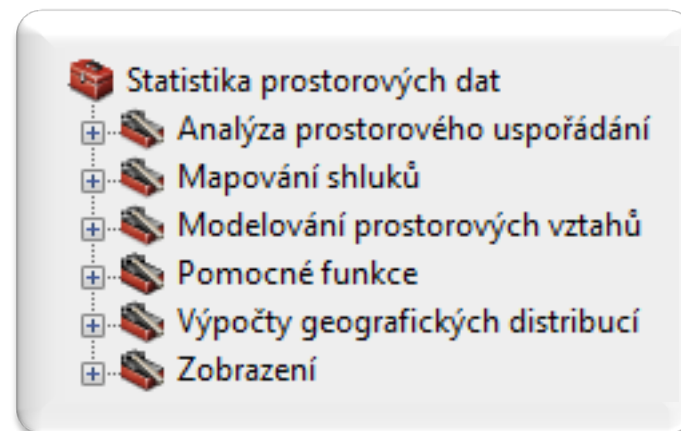 Statistika prostorových dat
Analýza prostorového uspořádání
Mapování shluků
Modelování prostorových vztahů
Pomocné funkce
Výpočty geografických distribucí
Zobrazení